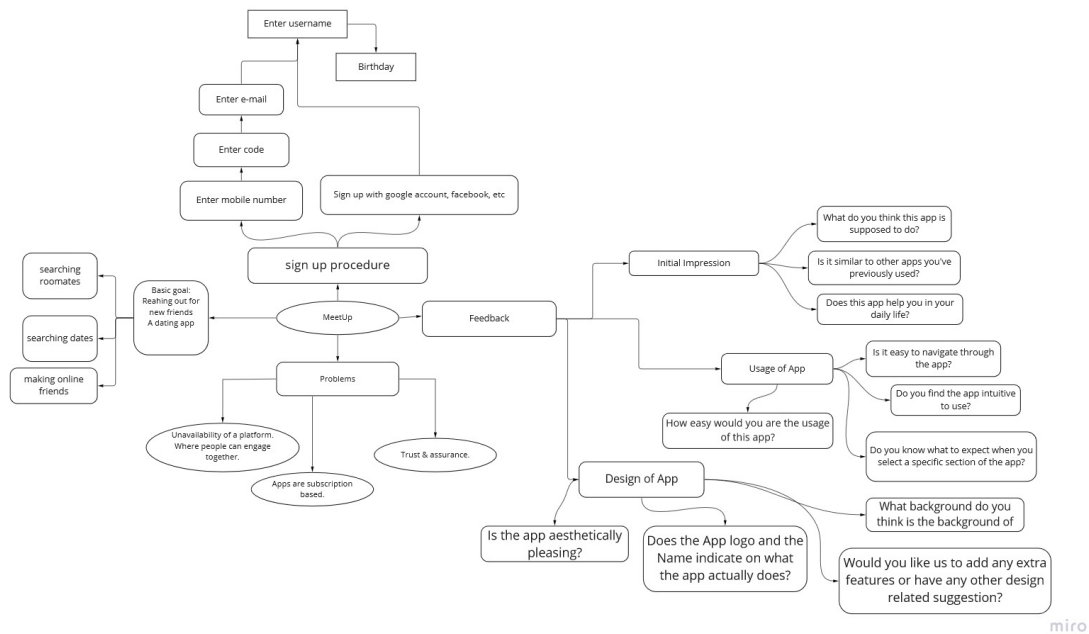 Enter username
Birthday
Enter e-mail
Enter code
Enter mobile number
Sign up with google account, facebook, etc
sign up procedure
searching
roomates
Basic goal:
Reahing out for
new friends
A dating app
searching dates
making online
friends
MeetUp
Feedback
Problems
Unavailability of a platform.
Where people can engage
together.
Trust & assurance.
Apps are subscription
based.
Initial Impression
What do you think this app is
supposed to do?
Is it similar to other apps you've
previously used?
Does this app help you in your
daily life?
Usage of App
Is it easy to navigate through
the app?
Do you find the app intuitive
to use?
How easy would you are the usage
of this app?
Do you know what to expect when you
select a specific section of the app?
Design of App
What background do you
think is the background of
Is the app aesthetically
pleasing?
Does the App logo and the
Name indicate on what
the app actually does?
Would you like us to add any extra
features or have any other design
related suggestion?
miro